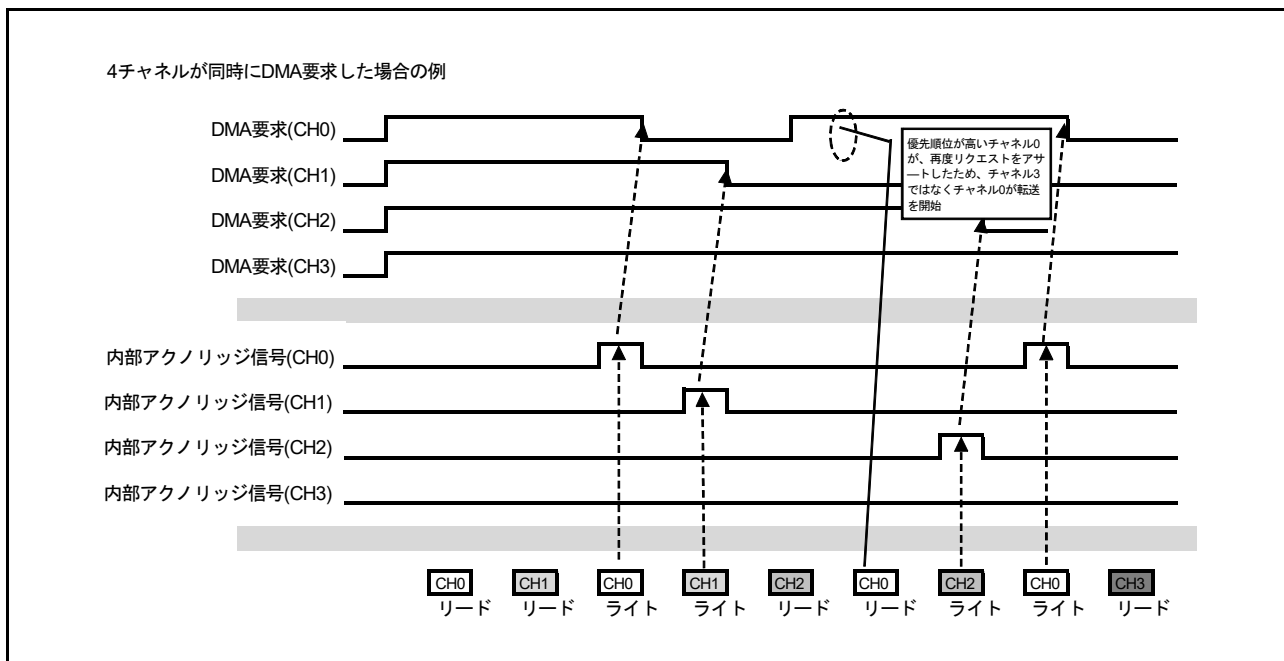 4チャネルが同時にDMA要求した場合の例
DMA要求(CH0)
DMA要求(CH1)
DMA要求(CH2)
DMA要求(CH3)
優先順位が高いチャネル0
が、再度リクエストをアサ
ートしたため、チャネル3
ではなくチャネル0が転送
を開始
内部アクノリッジ信号(CH0)
内部アクノリッジ信号(CH1)
内部アクノリッジ信号(CH2)
内部アクノリッジ信号(CH3)
CH0 CH1 CH0 CH1 CH2 CH0 CH2 CH0 CH3
リード リード ライト ライト リード リード ライト ライト リード